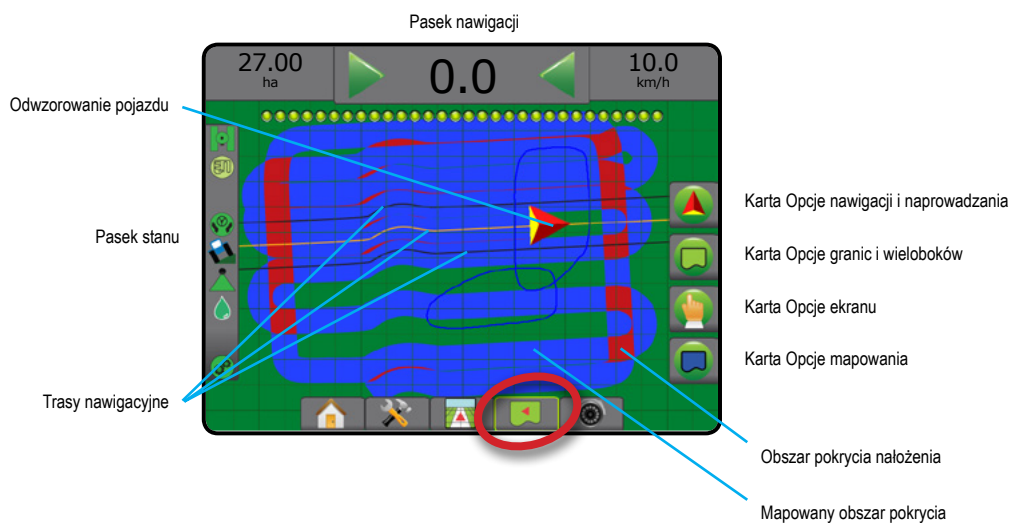 Pasek nawigacji
27.00
ha
0.0
10.0
km/h
Odwzorowanie pojazdu
Pasek stanu
Trasy nawigacyjne
Karta Opcje nawigacji i naprowadzania
Karta Opcje granic i wieloboków
Karta Opcje ekranu
Karta Opcje mapowania
Obszar pokrycia nałożenia
Mapowany obszar pokrycia